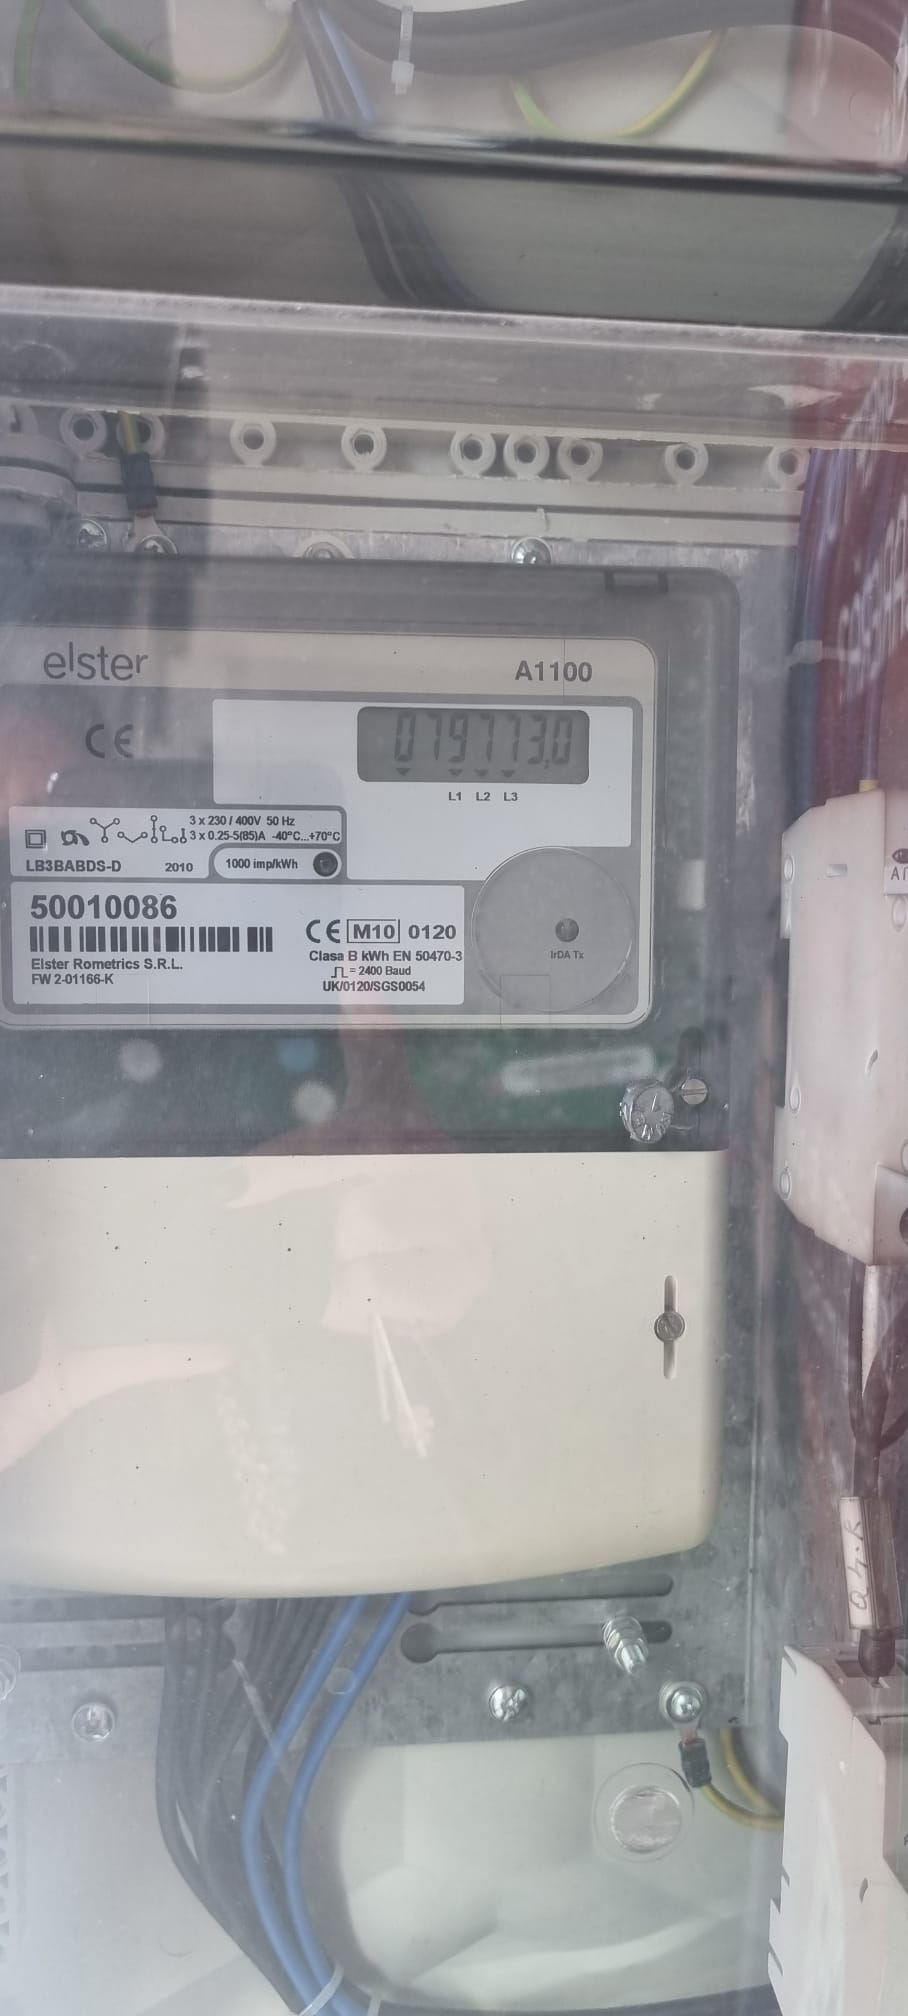 elster
A1100
079773,0
L1 L2 L3
3 x 230 / 400V 50 Hz
3 x 0.25-5(85)A -40°C...+70°C
LB3BABDS-D 2010 1000 imp/kWh
50010086
CE M10 0120
Elster Rometrics S.R.L.
FW 2-01166-K
Clasa B kWh EN 50470-3
= 2400 Baud
UK/0120/SGS0054
IrDA Tx